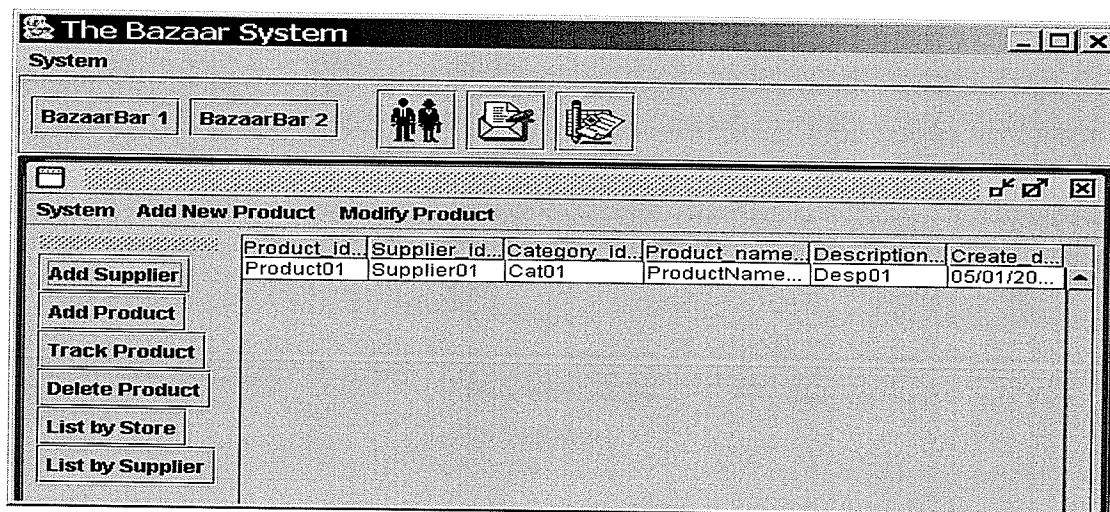 The Bazaar System
System
BazaarBar 1 BazaarBar 2
System Add New Product Modify Product
Product_id... Supplier_id... Category_id... Product_name... Description... Create_d...
Product01 Supplier01 Cat01 ProductName... Desp01 05/01/20...
Add Supplier
Add Product
Track Product
Delete Product
List by Store
List by Supplier